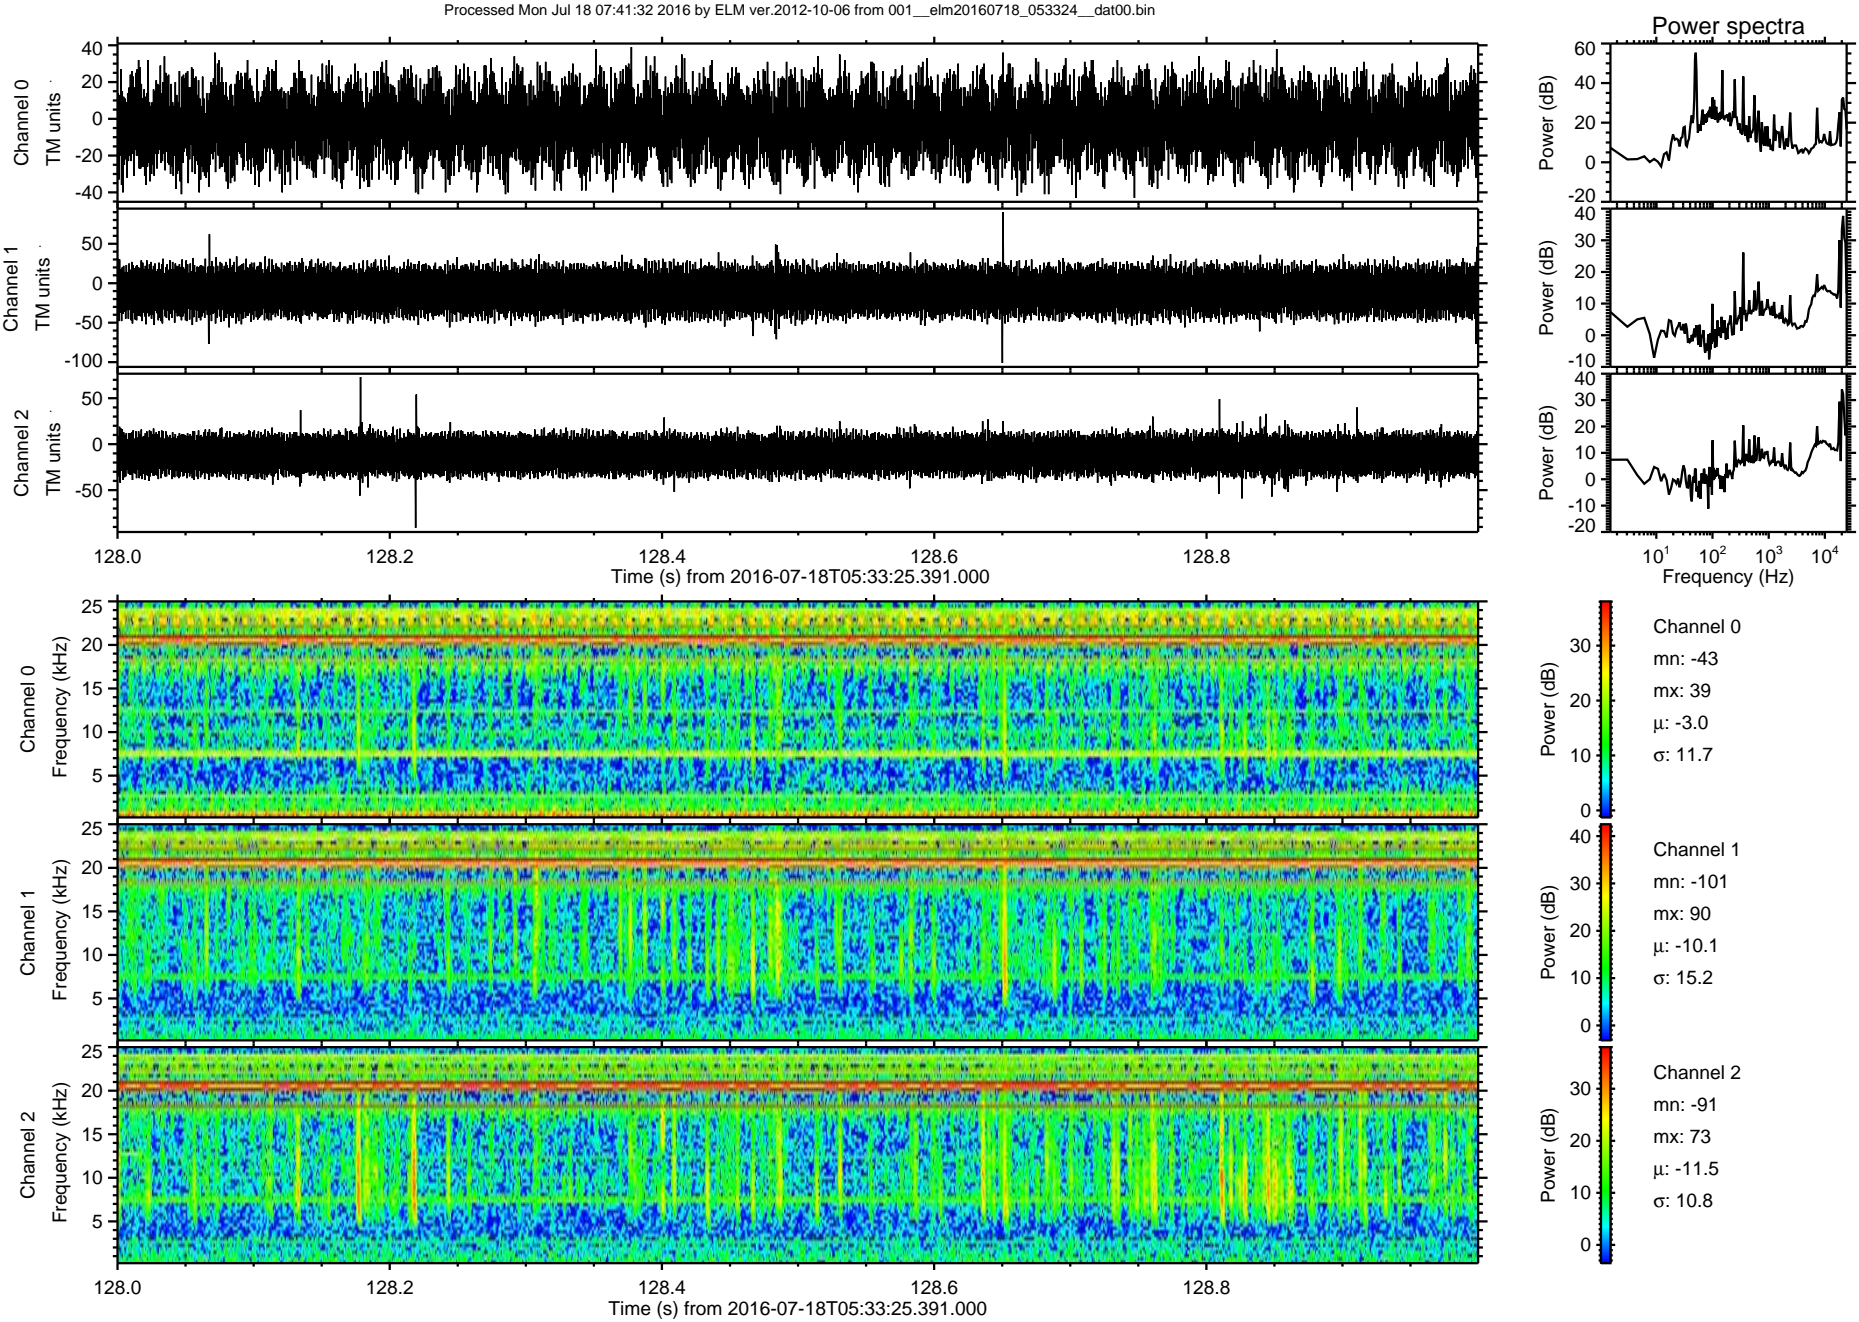 Processed Mon Jul 18 07:41:32 2016 by ELM ver.2012-10-06 from 001__elm20160718_053324__dat00.bin
Power spectra
Channel 0
TM units
40
20
0
-20
-40
Power (dB)
60
40
20
0
-20
Channel 1
TM units
50
0
-50
-100
Power (dB)
40
30
20
10
0
-10
Channel 2
TM units
50
0
-50
Power (dB)
40
30
20
10
0
-10
-20
128.0 128.2 128.4 128.6 128.8
Time (s) from 2016-07-18T05:33:25.391.000
10¹ 10² 10³ 10⁴
Frequency (Hz)
Channel 0
Frequency (kHz)
25
20
15
10
5
Power (dB)
30
20
10
0
Channel 0
mn: -43
mx: 39
μ: -3.0
σ: 11.7
Channel 1
Frequency (kHz)
25
20
15
10
5
Power (dB)
40
30
20
10
0
Channel 1
mn: -101
mx: 90
μ: -10.1
σ: 15.2
Channel 2
Frequency (kHz)
25
20
15
10
5
Power (dB)
30
20
10
0
Channel 2
mn: -91
mx: 73
μ: -11.5
σ: 10.8
128.0 128.2 128.4 128.6 128.8
Time (s) from 2016-07-18T05:33:25.391.000